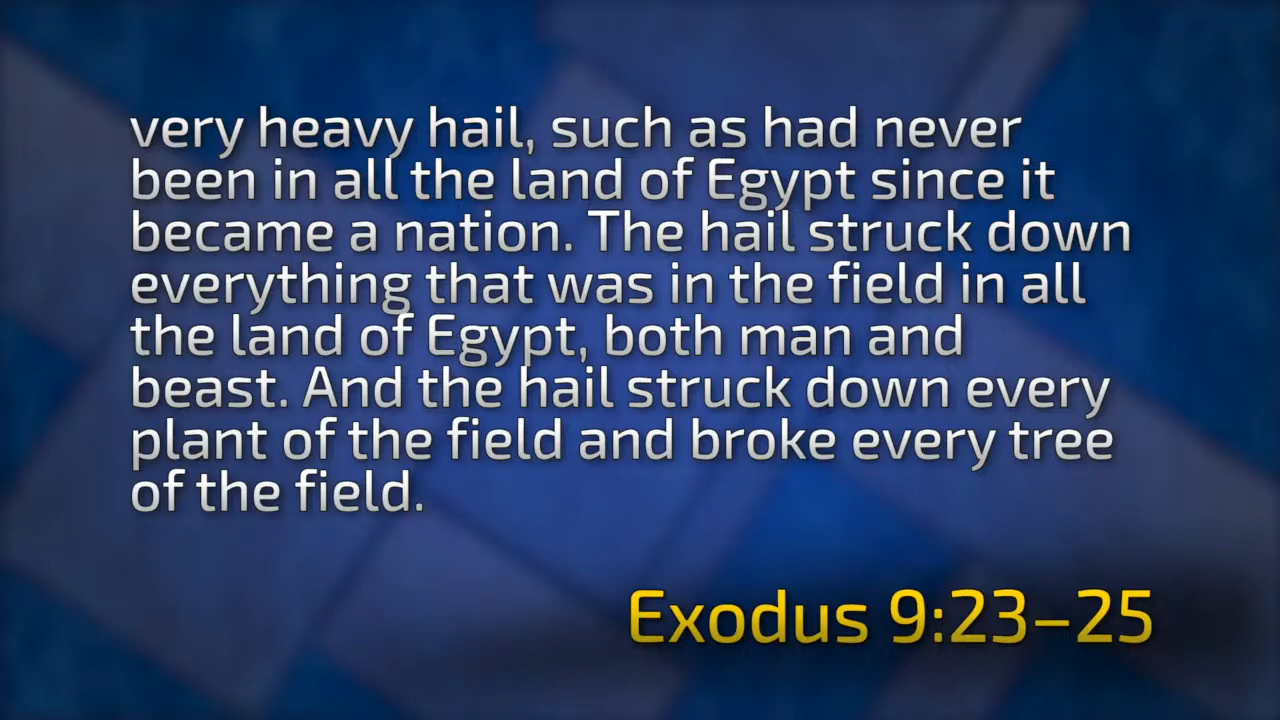 very heavy hail, such as had never
been in all the land of Egypt since it
became a nation. The hail struck down
everything that was in the field in all
the land of Egypt, both man and
beast. And the hail struck down every
plant of the field and broke every tree
of the field.
Exodus 9:23–25